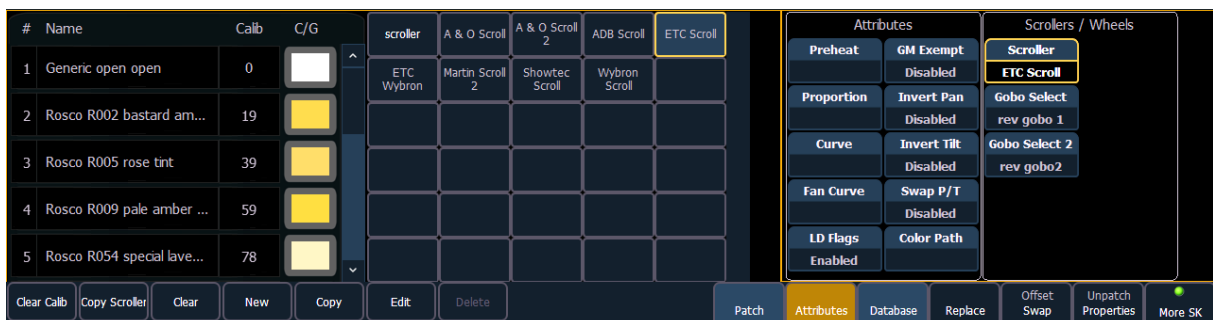 # Name Calib C/G
1 Generic open open 0
2 Rosco R002 bastard am... 19
3 Rosco R005 rose tint 39
4 Rosco R009 pale amber ... 59
5 Rosco R054 special lave... 78
scroller A & O Scroll A & O Scroll 2 ADB Scroll ETC Scroll
ETC Wybron Martin Scroll 2 Showtec Scroll Wybron Scroll
Attributes
Preheat GM Exempt
Disabled
Proportion Invert Pan
Disabled
Curve Invert Tilt
Disabled
Fan Curve Swap P/T
Disabled
LD Flags Color Path
Enabled
Scrollers / Wheels
Scroller
ETC Scroll
Gobo Select
rev gobo 1
Gobo Select 2
rev gobo2
Clear Calib Copy Scroller Clear New Copy Edit Delete Patch Attributes Database Replace Offset Swap Unpatch Properties More SK